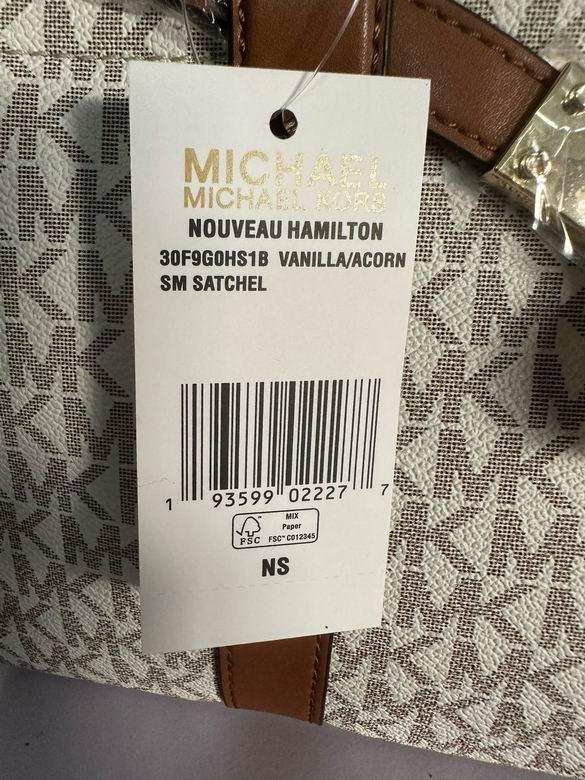 MICHAEL
MICHAEL KORS
NOUVEAU HAMILTON
30F9G0HS1B VANILLA/ACORN
SM SATCHEL
1 93599 02227 7
FSC™
MIX
Paper
FSC™ C012345
NS